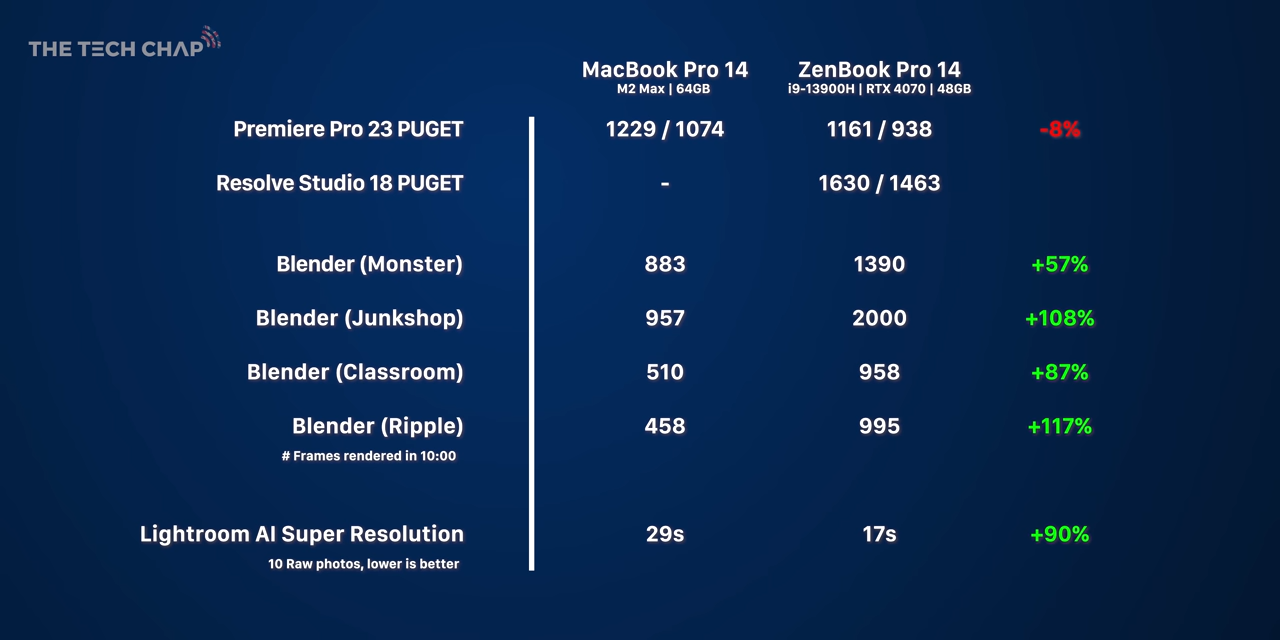 THE TECH CHAP
MacBook Pro 14 ZenBook Pro 14
M2 Max | 64GB i9-13900H | RTX 4070 | 48GB
Premiere Pro 23 PUGET 1229 / 1074 1161 / 938 -8%
Resolve Studio 18 PUGET - 1630 / 1463
Blender (Monster) 883 1390 +57%
Blender (Junkshop) 957 2000 +108%
Blender (Classroom) 510 958 +87%
Blender (Ripple) 458 995 +117%
# Frames rendered in 10:00
Lightroom AI Super Resolution 29s 17s +90%
10 Raw photos, lower is better